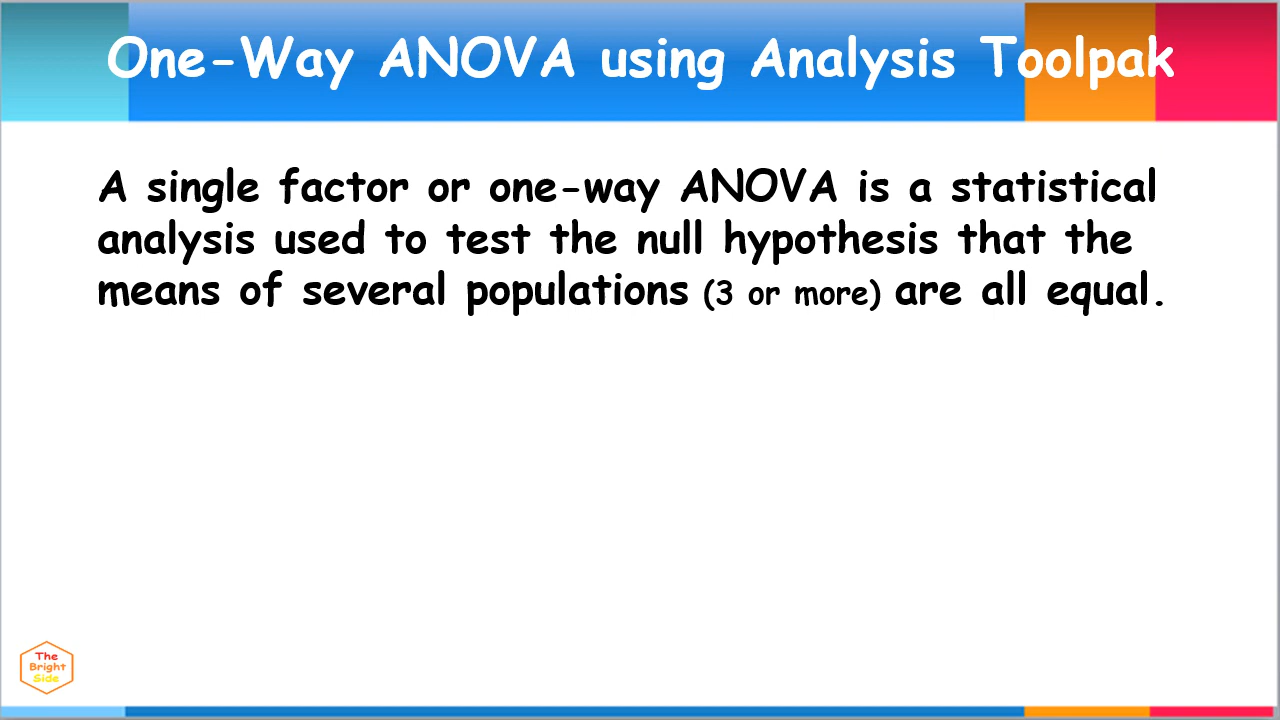 One-Way ANOVA using Analysis Toolpak
A single factor or one-way ANOVA is a statistical
analysis used to test the null hypothesis that the
means of several populations (3 or more) are all equal.
The
Bright
Side